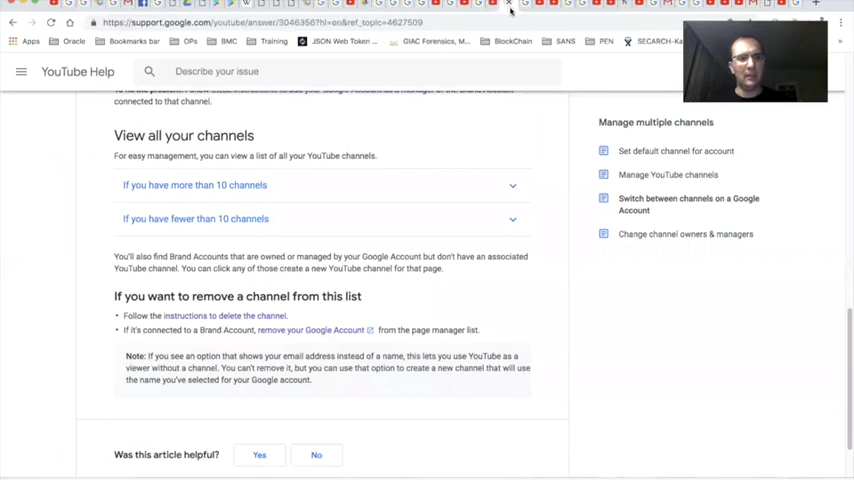 https://support.google.com/youtube/answer/3046356?hl=en&ref_topic=4627509
Apps
Oracle
Bookmarks bar
OPs
BMC
Training
JSON Web Token ...
GIAC Forensics, M...
BlockChain
SANS
PEN
SECARCH-Ka
YouTube Help
Describe your issue
connected to that channel.
View all your channels
For easy management, you can view a list of all your YouTube channels.
If you have more than 10 channels
If you have fewer than 10 channels
You'll also find Brand Accounts that are owned or managed by your Google Account but don't have an associated
YouTube channel. You can click any of those create a new YouTube channel for that page.
If you want to remove a channel from this list
• Follow the instructions to delete the channel.
• If it's connected to a Brand Account, remove your Google Account from the page manager list.
Note: If you see an option that shows your email address instead of a name, this lets you use YouTube as a
viewer without a channel. You can't remove it, but you can use that option to create a new channel that will use
the name you've selected for your Google account.
Was this article helpful?
Yes
No
Manage multiple channels
Set default channel for account
Manage YouTube channels
Switch between channels on a Google
Account
Change channel owners & managers